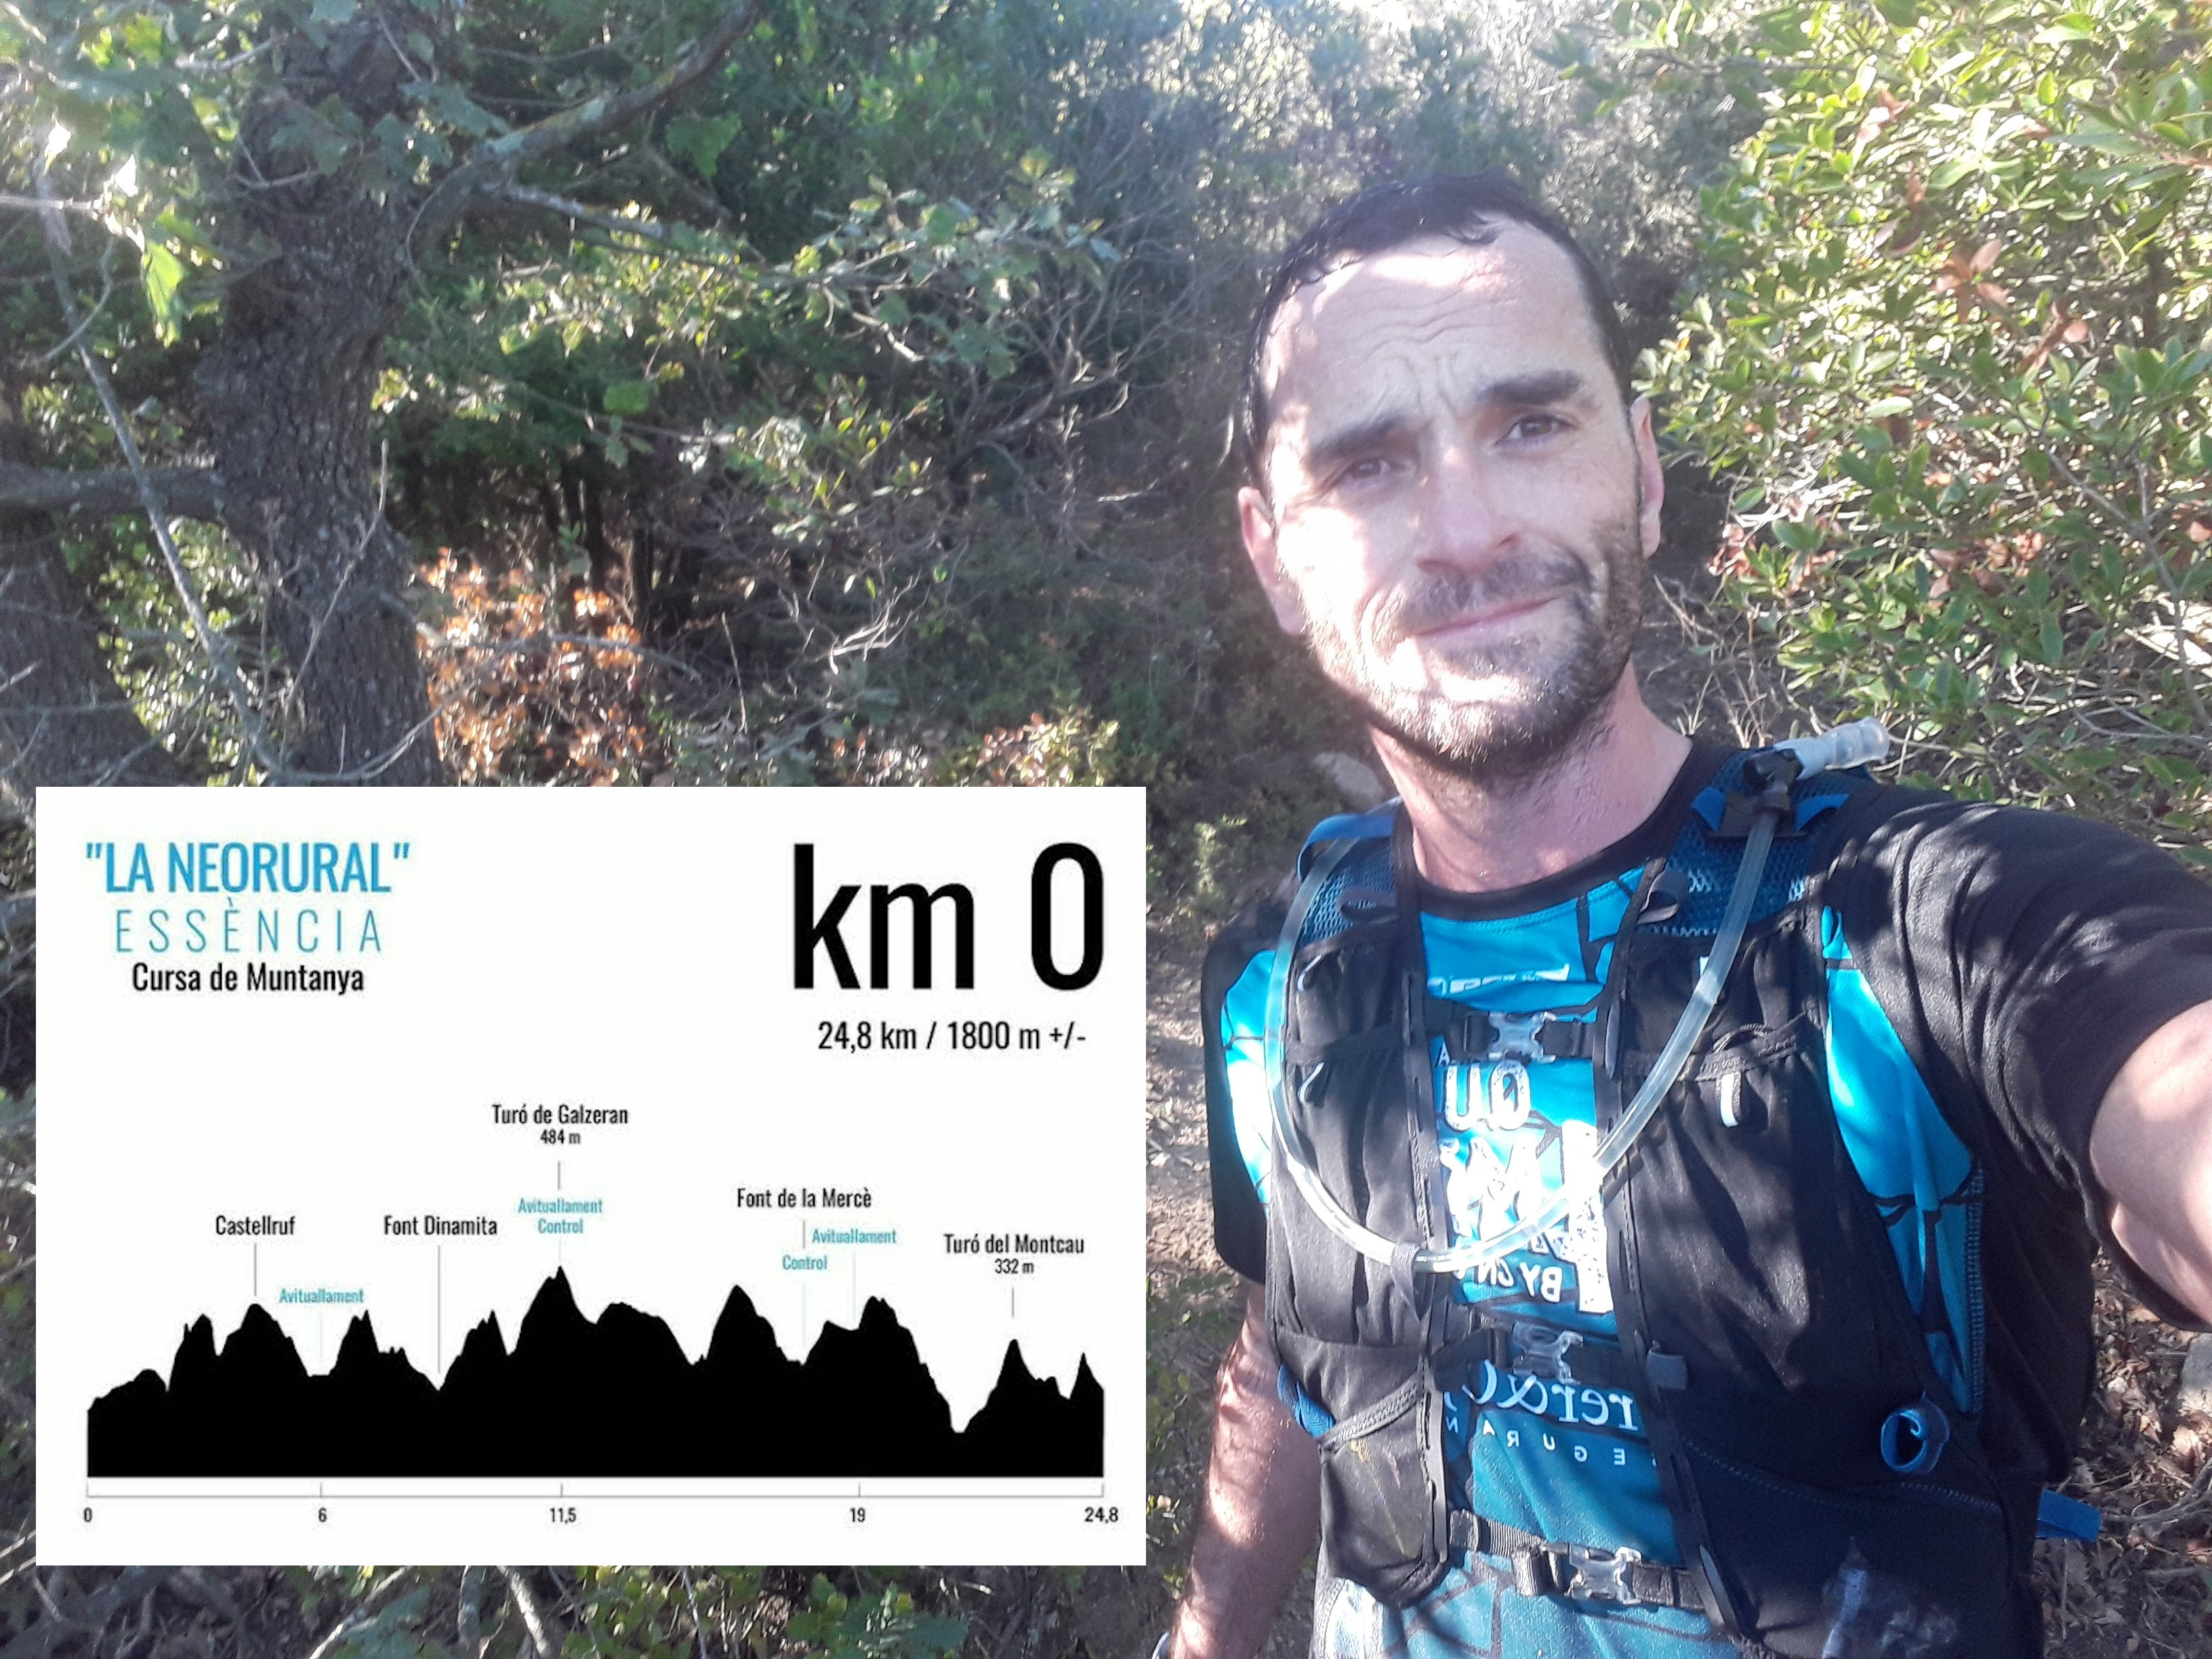 "LA NEORURAL"
ESSÈNCIA
Cursa de Muntanya
km 0
24,8 km / 1800 m +/-
Turó de Galzeran
484 m
Avituallament
Control
Font de la Mercè
Avituallament
Control
Castellruf
Font Dinamita
Turó del Montcau
332 m
Avituallament
0 6 11,5 19 24,8
BY